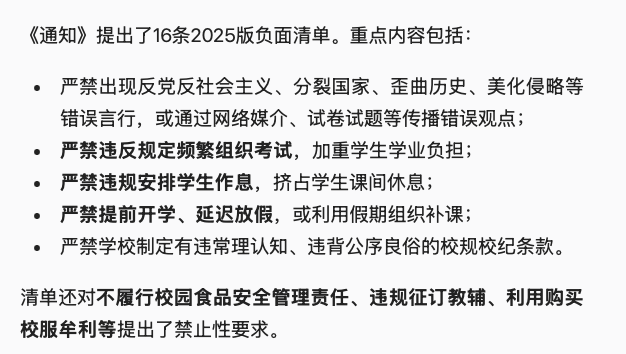 《通知》提出了16条2025版负面清单。重点内容包括：
• 严禁出现反党反社会主义、分裂国家、歪曲历史、美化侵略等
错误言行，或通过网络媒介、试卷试题等传播错误观点；
• 严禁违反规定频繁组织考试，加重学生学业负担；
• 严禁违规安排学生作息，挤占学生课间休息；
• 严禁提前开学、延迟放假，或利用假期组织补课；
• 严禁学校制定有违常理认知、违背公序良俗的校规校纪条款。
清单还对不履行校园食品安全管理责任、违规征订教辅、利用购买
校服牟利等提出了禁止性要求。